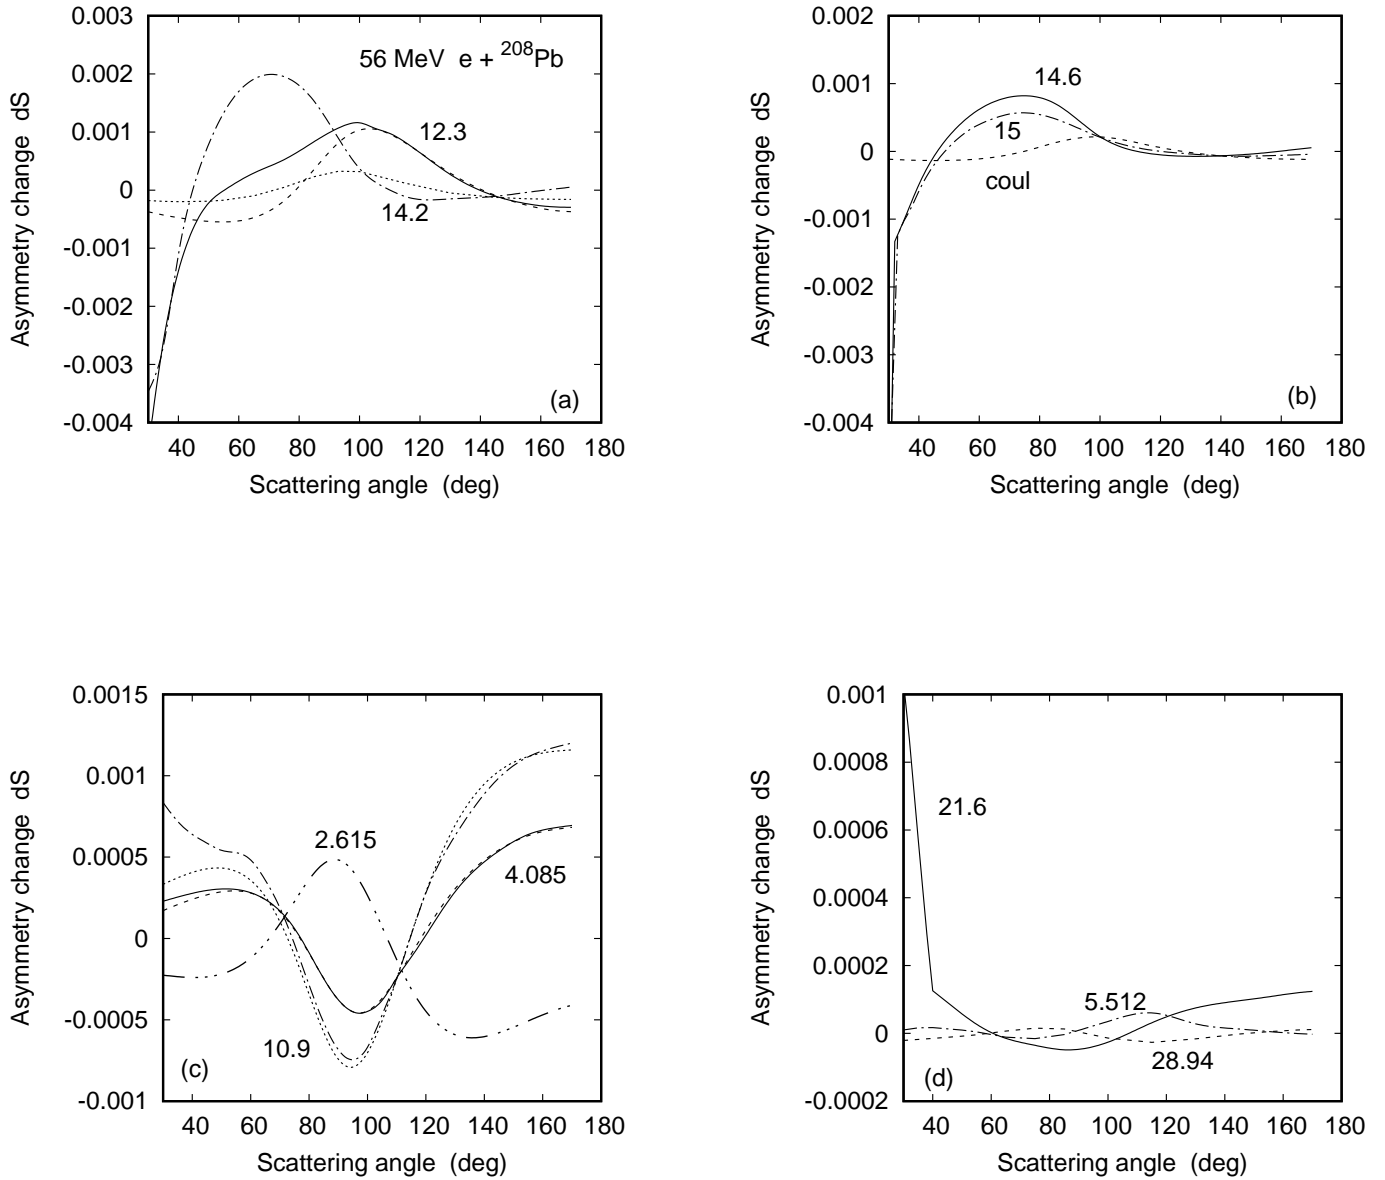 0.003
0.002
0.001
0
-0.001
-0.002
-0.003
-0.004
40 60 80 100 120 140 160 180
Asymmetry change dS
Scattering angle (deg)
56 MeV e + 208Pb
12.3
14.2
(a)
0.002
0.001
0
-0.001
-0.002
-0.003
-0.004
40 60 80 100 120 140 160 180
Asymmetry change dS
Scattering angle (deg)
14.6
15
coul
(b)
0.0015
0.001
0.0005
0
-0.0005
-0.001
40 60 80 100 120 140 160 180
Asymmetry change dS
Scattering angle (deg)
2.615
4.085
10.9
(c)
0.001
0.0008
0.0006
0.0004
0.0002
0
-0.0002
40 60 80 100 120 140 160 180
Asymmetry change dS
Scattering angle (deg)
21.6
5.512
28.94
(d)